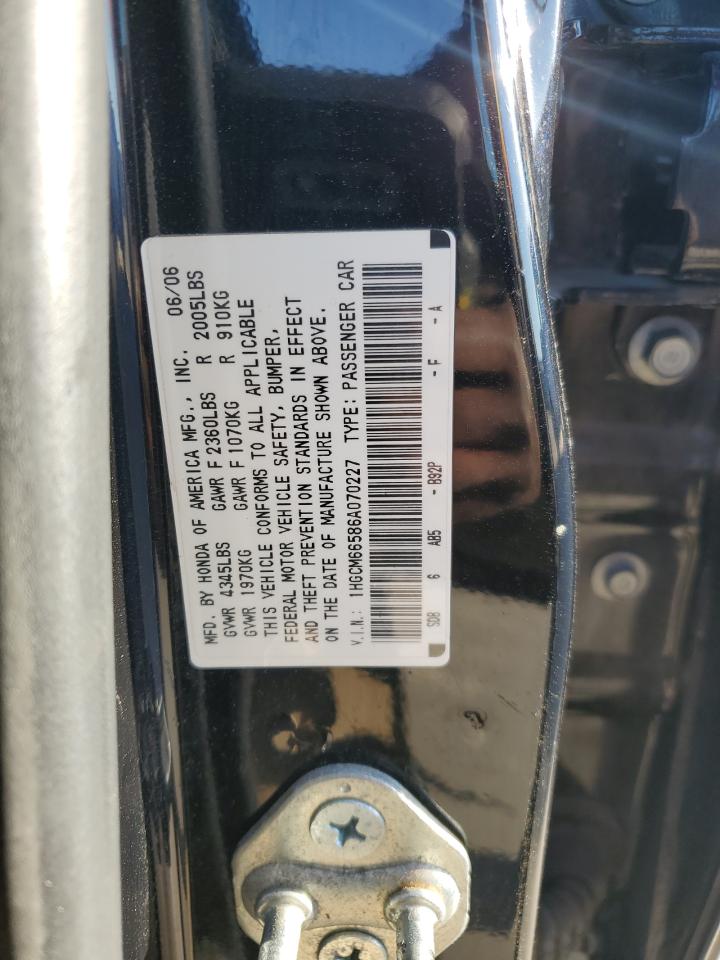 MFD. BY HONDA OF AMERICA MFG., INC. 06/06
GVWR 4345LBS GAWR F 2360LBS R 2005LBS
GVWR 1970KG GAWR F 1070KG R 910KG
THIS VEHICLE CONFORMS TO ALL APPLICABLE
FEDERAL MOTOR VEHICLE SAFETY, BUMPER,
AND THEFT PREVENTION STANDARDS IN EFFECT
ON THE DATE OF MANUFACTURE SHOWN ABOVE.
V.I.N.: 1HGCM66586A070227 TYPE: PASSENGER CAR
SDB 6 AB5 - B92P - F - A